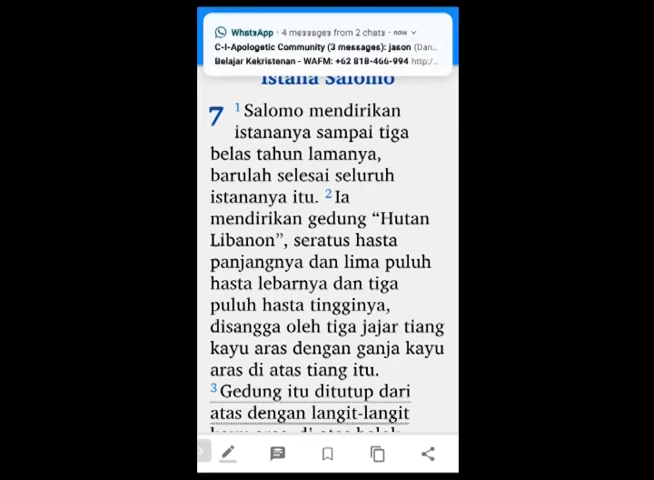 WhatsApp · 4 messages from 2 chats · now
C-I-Apologetic Community (3 messages): jason (Dan...
Belajar Kekristenan - WAFM: +62 818-466-994 http:/...
Istana Salomo
7 1 Salomo mendirikan
istananya sampai tiga
belas tahun lamanya,
barulah selesai seluruh
istananya itu. 2 Ia
mendirikan gedung “Hutan
Libanon”, seratus hasta
panjangnya dan lima puluh
hasta lebarnya dan tiga
puluh hasta tingginya,
disangga oleh tiga jajar tiang
kayu aras dengan ganja kayu
aras di atas tiang itu.
3 Gedung itu ditutup dari
atas dengan langit-langit